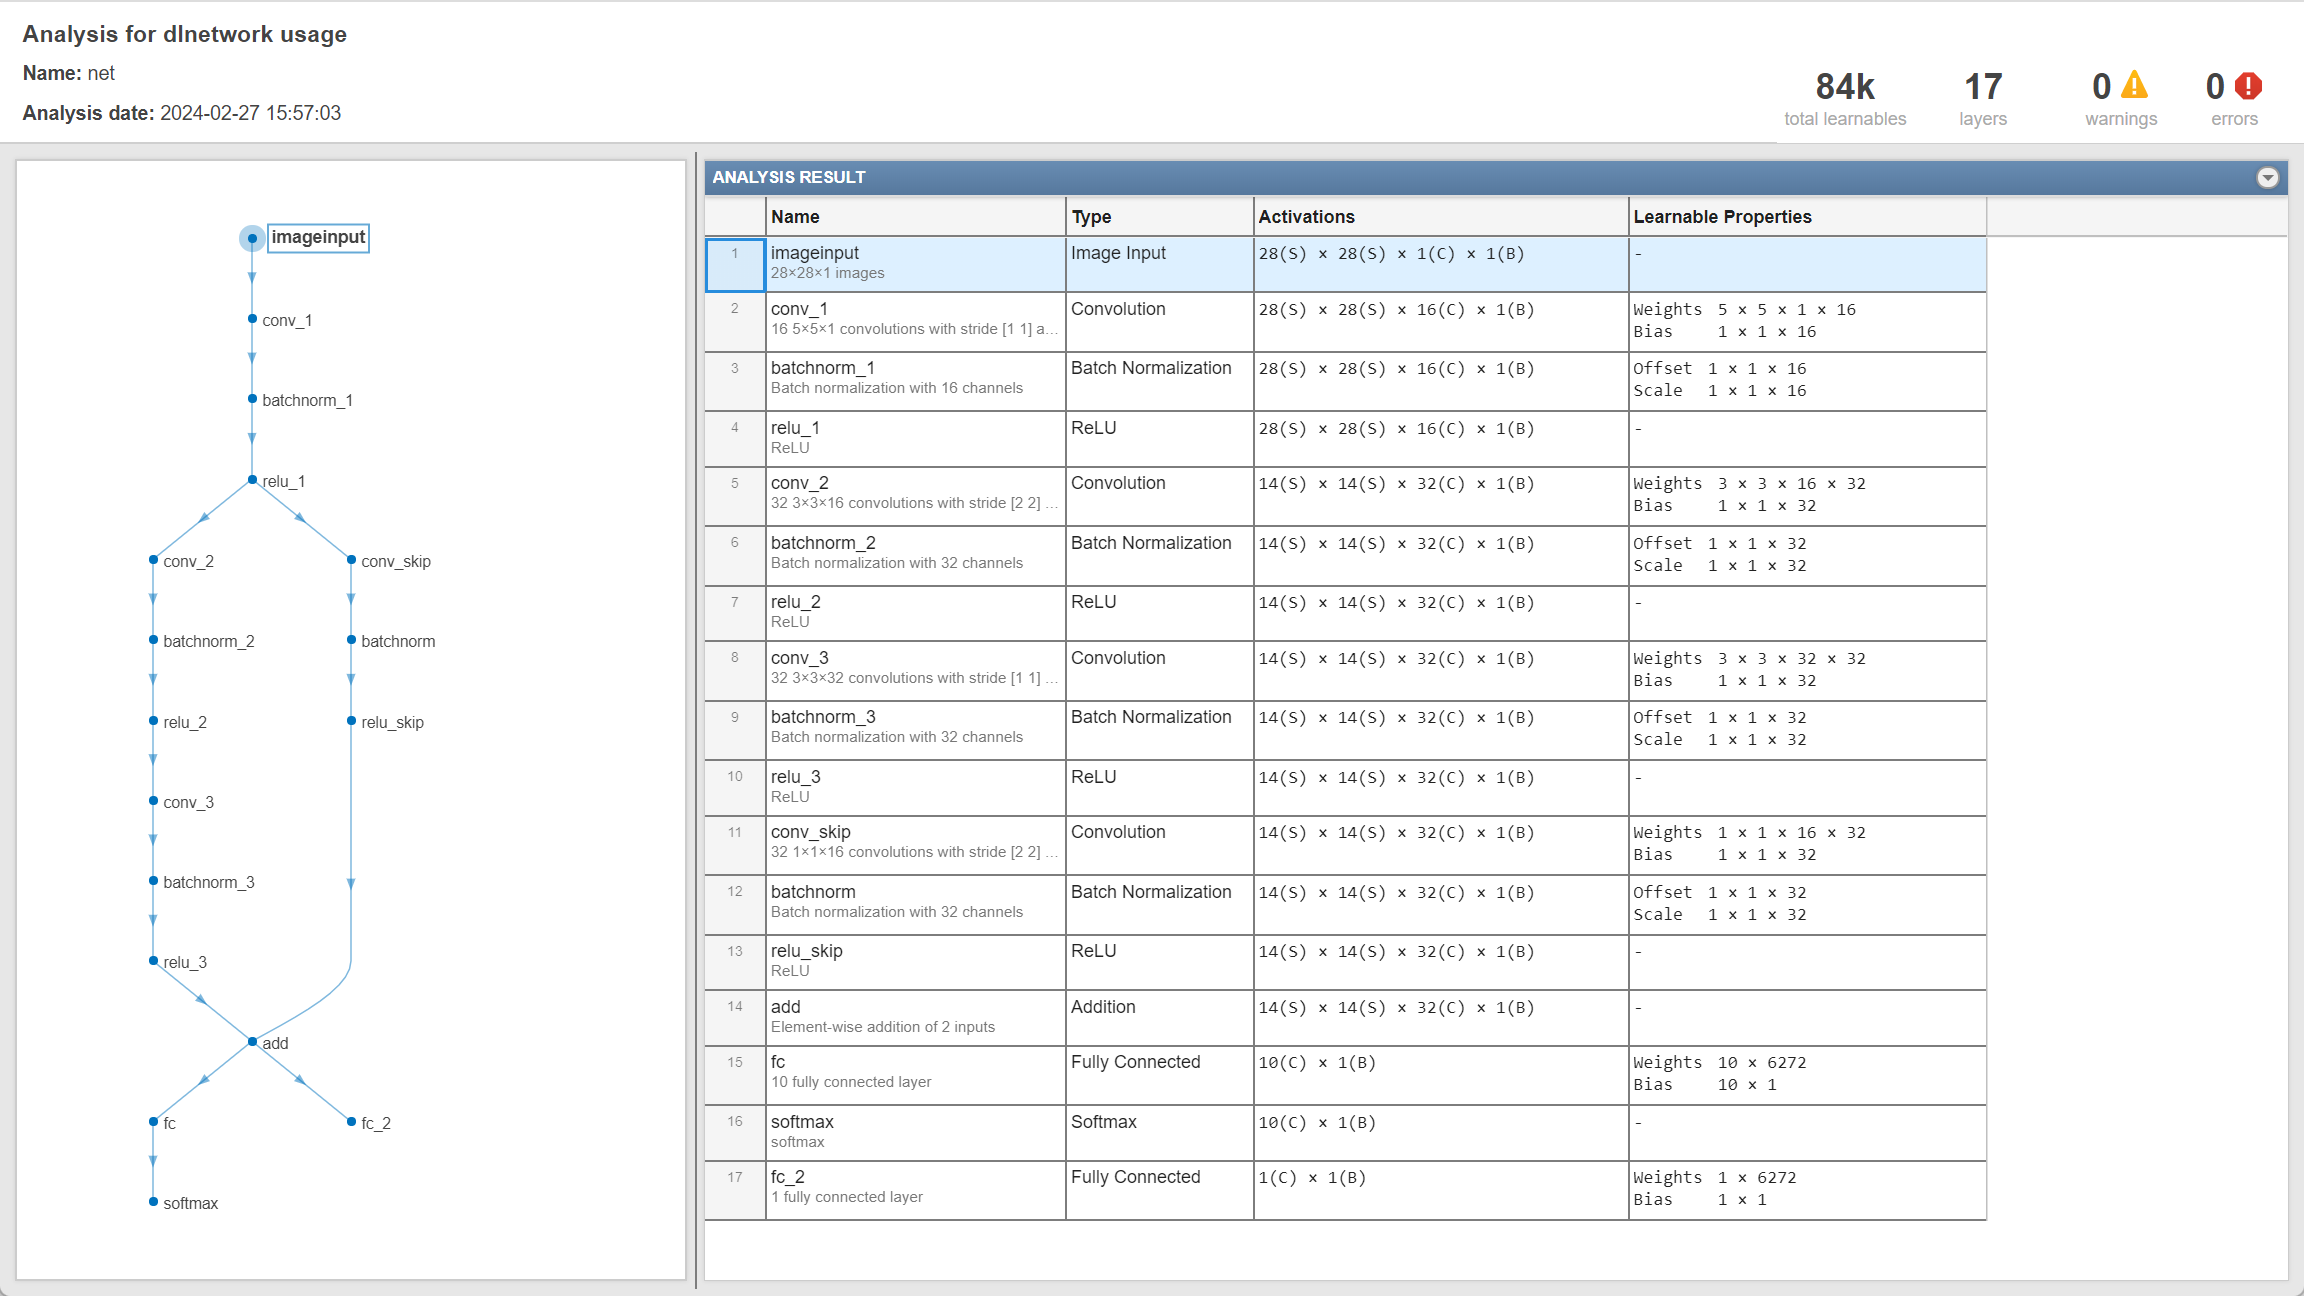 Analysis for dlnetwork usage
Name: net
Analysis date: 2024-02-27 15:57:03
84k
total learnables
17
layers
0
warnings
0
errors
imageinput
conv_1
batchnorm_1
relu_1
conv_2
conv_skip
batchnorm_2
batchnorm
relu_2
relu_skip
conv_3
batchnorm_3
relu_3
add
fc
fc_2
softmax
ANALYSIS RESULT
Name Type Activations Learnable Properties
1 imageinput Image Input 28(S) × 28(S) × 1(C) × 1(B) -
28×28×1 images
2 conv_1 Convolution 28(S) × 28(S) × 16(C) × 1(B) Weights 5 × 5 × 1 × 16
16 5×5×1 convolutions with stride [1 1] a... Bias 1 × 1 × 16
3 batchnorm_1 Batch Normalization 28(S) × 28(S) × 16(C) × 1(B) Offset 1 × 1 × 16
Batch normalization with 16 channels Scale 1 × 1 × 16
4 relu_1 ReLU 28(S) × 28(S) × 16(C) × 1(B) -
ReLU
5 conv_2 Convolution 14(S) × 14(S) × 32(C) × 1(B) Weights 3 × 3 × 16 × 32
32 3×3×16 convolutions with stride [2 2] ... Bias 1 × 1 × 32
6 batchnorm_2 Batch Normalization 14(S) × 14(S) × 32(C) × 1(B) Offset 1 × 1 × 32
Batch normalization with 32 channels Scale 1 × 1 × 32
7 relu_2 ReLU 14(S) × 14(S) × 32(C) × 1(B) -
ReLU
8 conv_3 Convolution 14(S) × 14(S) × 32(C) × 1(B) Weights 3 × 3 × 32 × 32
32 3×3×32 convolutions with stride [1 1] ... Bias 1 × 1 × 32
9 batchnorm_3 Batch Normalization 14(S) × 14(S) × 32(C) × 1(B) Offset 1 × 1 × 32
Batch normalization with 32 channels Scale 1 × 1 × 32
10 relu_3 ReLU 14(S) × 14(S) × 32(C) × 1(B) -
ReLU
11 conv_skip Convolution 14(S) × 14(S) × 32(C) × 1(B) Weights 1 × 1 × 16 × 32
32 1×1×16 convolutions with stride [2 2] ... Bias 1 × 1 × 32
12 batchnorm Batch Normalization 14(S) × 14(S) × 32(C) × 1(B) Offset 1 × 1 × 32
Batch normalization with 32 channels Scale 1 × 1 × 32
13 relu_skip ReLU 14(S) × 14(S) × 32(C) × 1(B) -
ReLU
14 add Addition 14(S) × 14(S) × 32(C) × 1(B) -
Element-wise addition of 2 inputs
15 fc Fully Connected 10(C) × 1(B) Weights 10 × 6272
10 fully connected layer Bias 10 × 1
16 softmax Softmax 10(C) × 1(B) -
softmax
17 fc_2 Fully Connected 1(C) × 1(B) Weights 1 × 6272
1 fully connected layer Bias 1 × 1